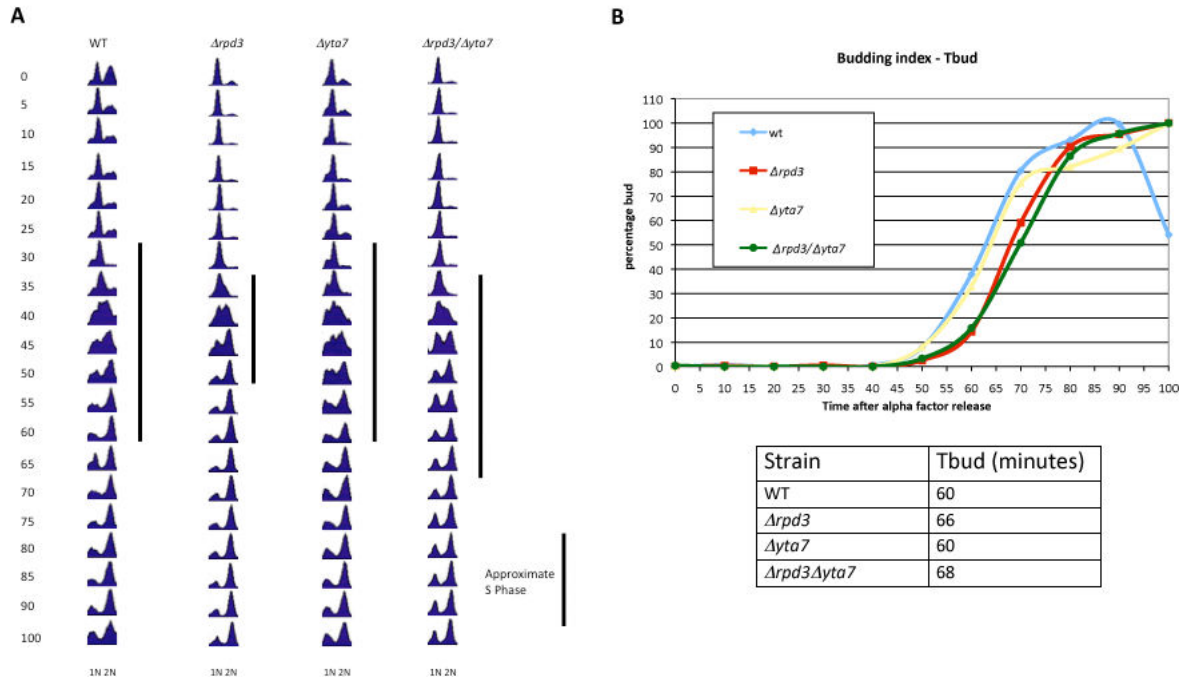 A
WT Δrpd3 Δyta7 Δrpd3/Δyta7
0
5
10
15
20
25
30
35
40
45
50
55
60
65
70
75
80
85
90
100
Approximate
S Phase
1N 2N 1N 2N 1N 2N 1N 2N
B
Budding index - Tbud
percentage bud
110
100
90
80
70
60
50
40
30
20
10
0
wt
Δrpd3
Δyta7
Δrpd3/Δyta7
0 5 10 15 20 25 30 35 40 45 50 55 60 65 70 75 80 85 90 95 100
Time after alpha factor release
Strain Tbud (minutes)
WT 60
Δrpd3 66
Δyta7 60
Δrpd3Δyta7 68